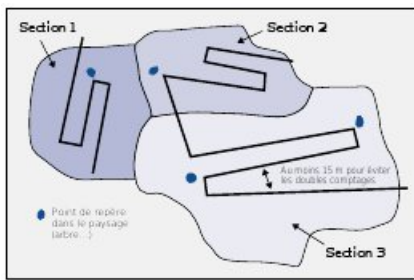 Section 1
Section 2
Au moins 15 m pour éviter
les doubles comptages
Point de repère
dans le paysage
(arbre...)
Section 3